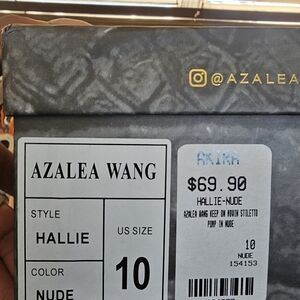 @AZALEA
AZALEA WANG
STYLE
HALLIE
US SIZE
10
COLOR
NUDE
AKIRA
$69.90
HALLIE-NUDE
AZALEA WANG KEEP ON MOVIN STILETTO
PUMP IN NUDE
10
NUDE
154153